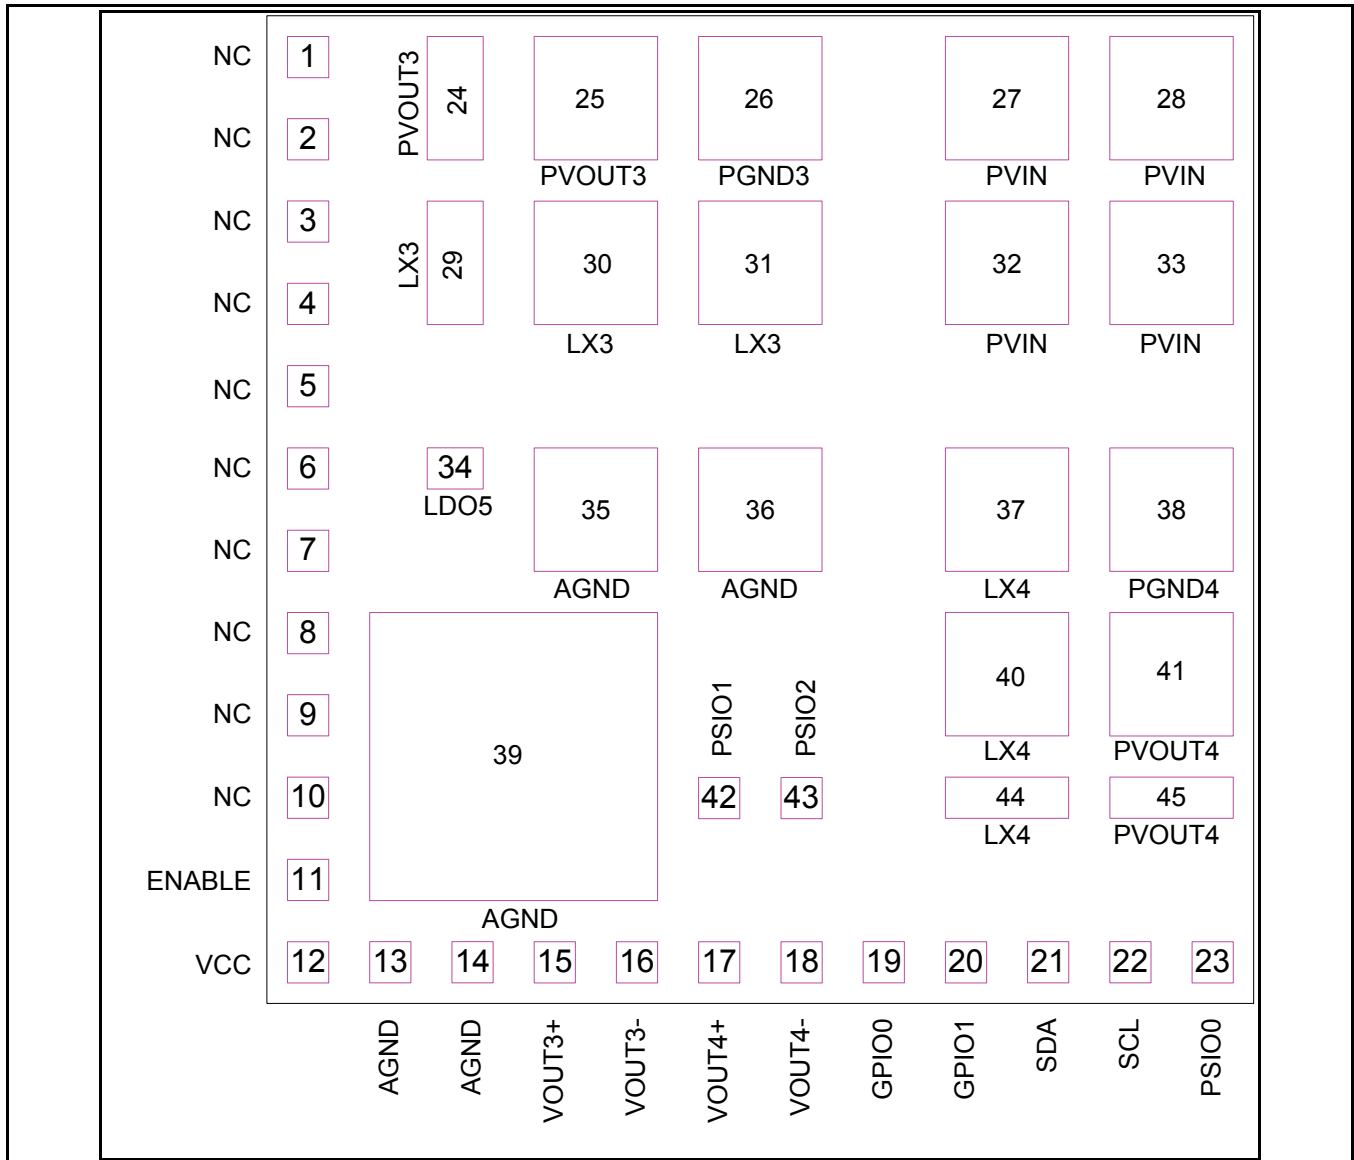 NC 1 PVOUT3 24 25 26 27 28
NC 2
PVOUT3 PGND3 PVIN PVIN
NC 3 LX3 29 30 31 32 33
NC 4
LX3 LX3 PVIN PVIN
NC 5
NC 6 34 35 36 37 38
LDO5
NC 7
AGND AGND LX4 PGND4
NC 8 40 41
NC 9 39 PSIO1 PSIO2
LX4 PVOUT4
NC 10 42 43 44 45
LX4 PVOUT4
ENABLE 11
AGND
VCC 12 13 14 15 16 17 18 19 20 21 22 23
AGND AGND VOUT3+ VOUT3- VOUT4+ VOUT4- GPIO0 GPIO1 SDA SCL PSIO0